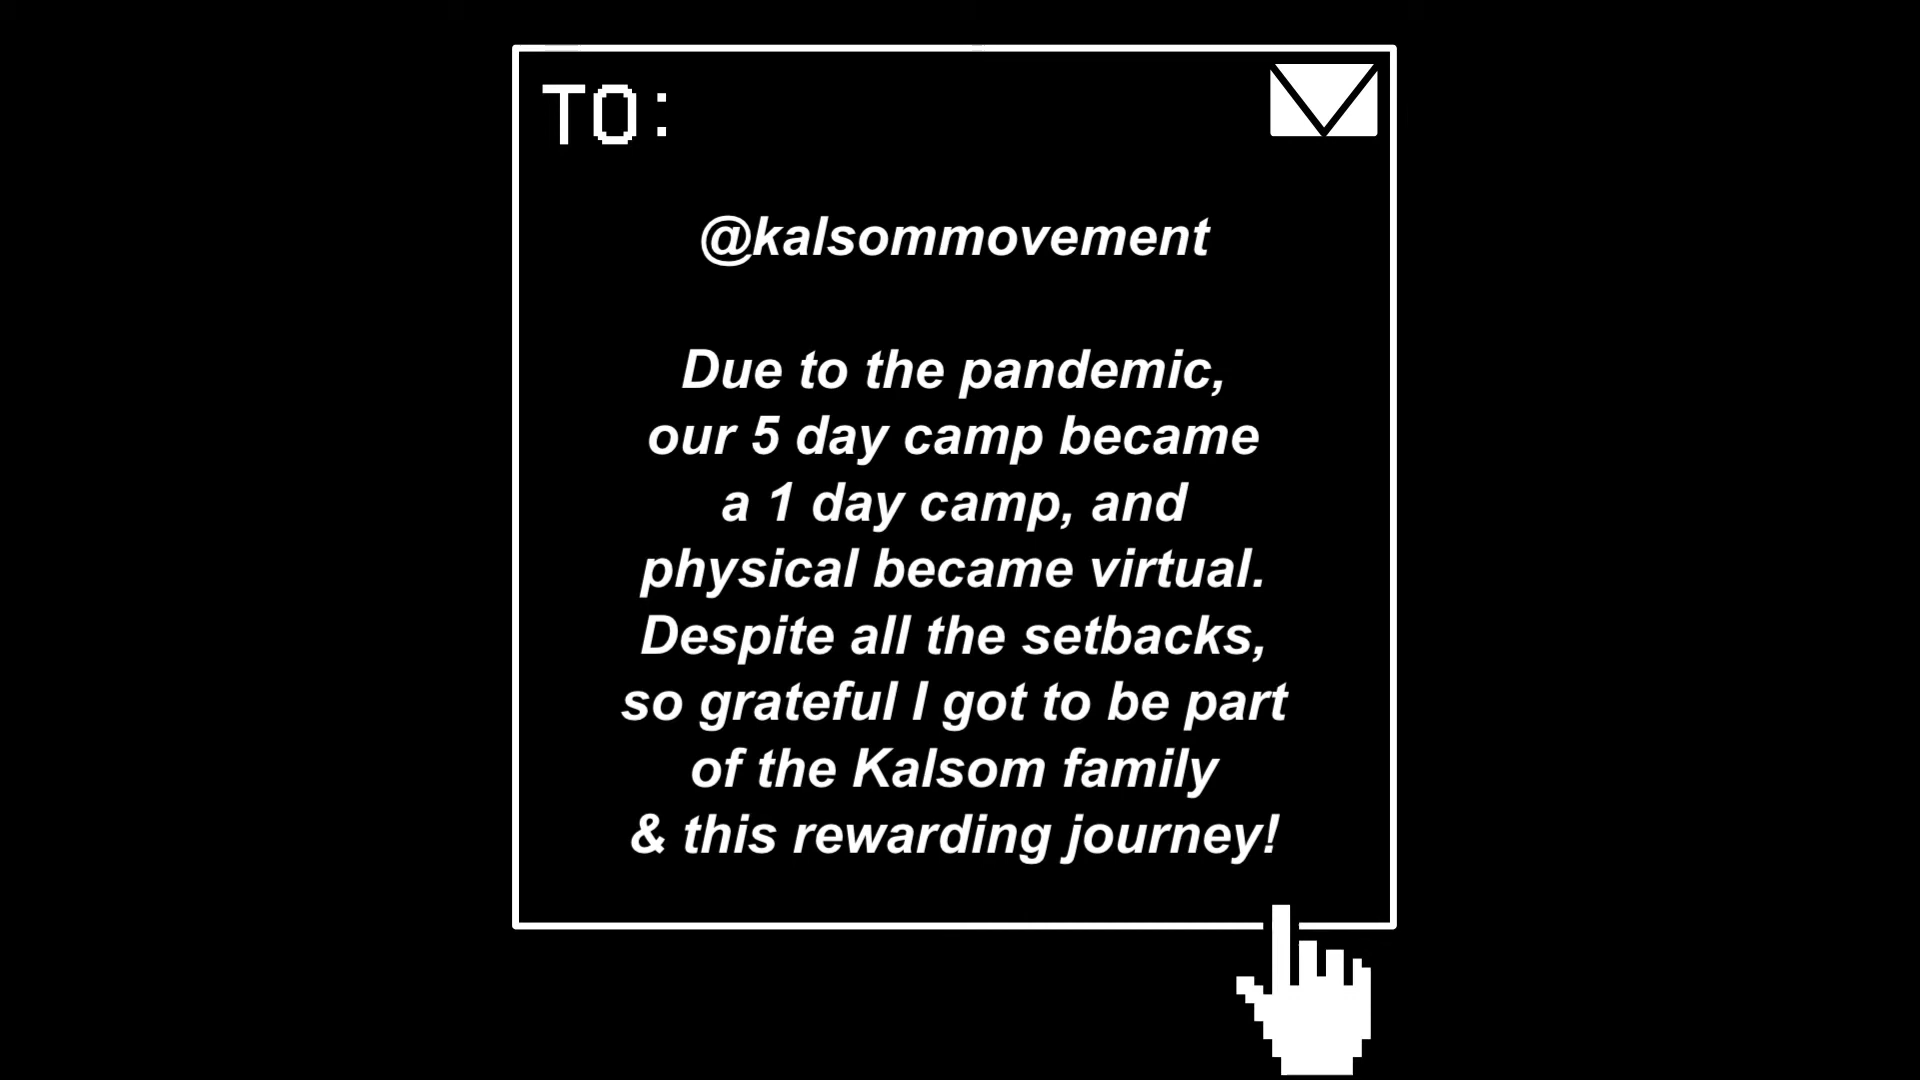 TO:
@kalsommovement
Due to the pandemic,
our 5 day camp became
a 1 day camp, and
physical became virtual.
Despite all the setbacks,
so grateful I got to be part
of the Kalsom family
& this rewarding journey!